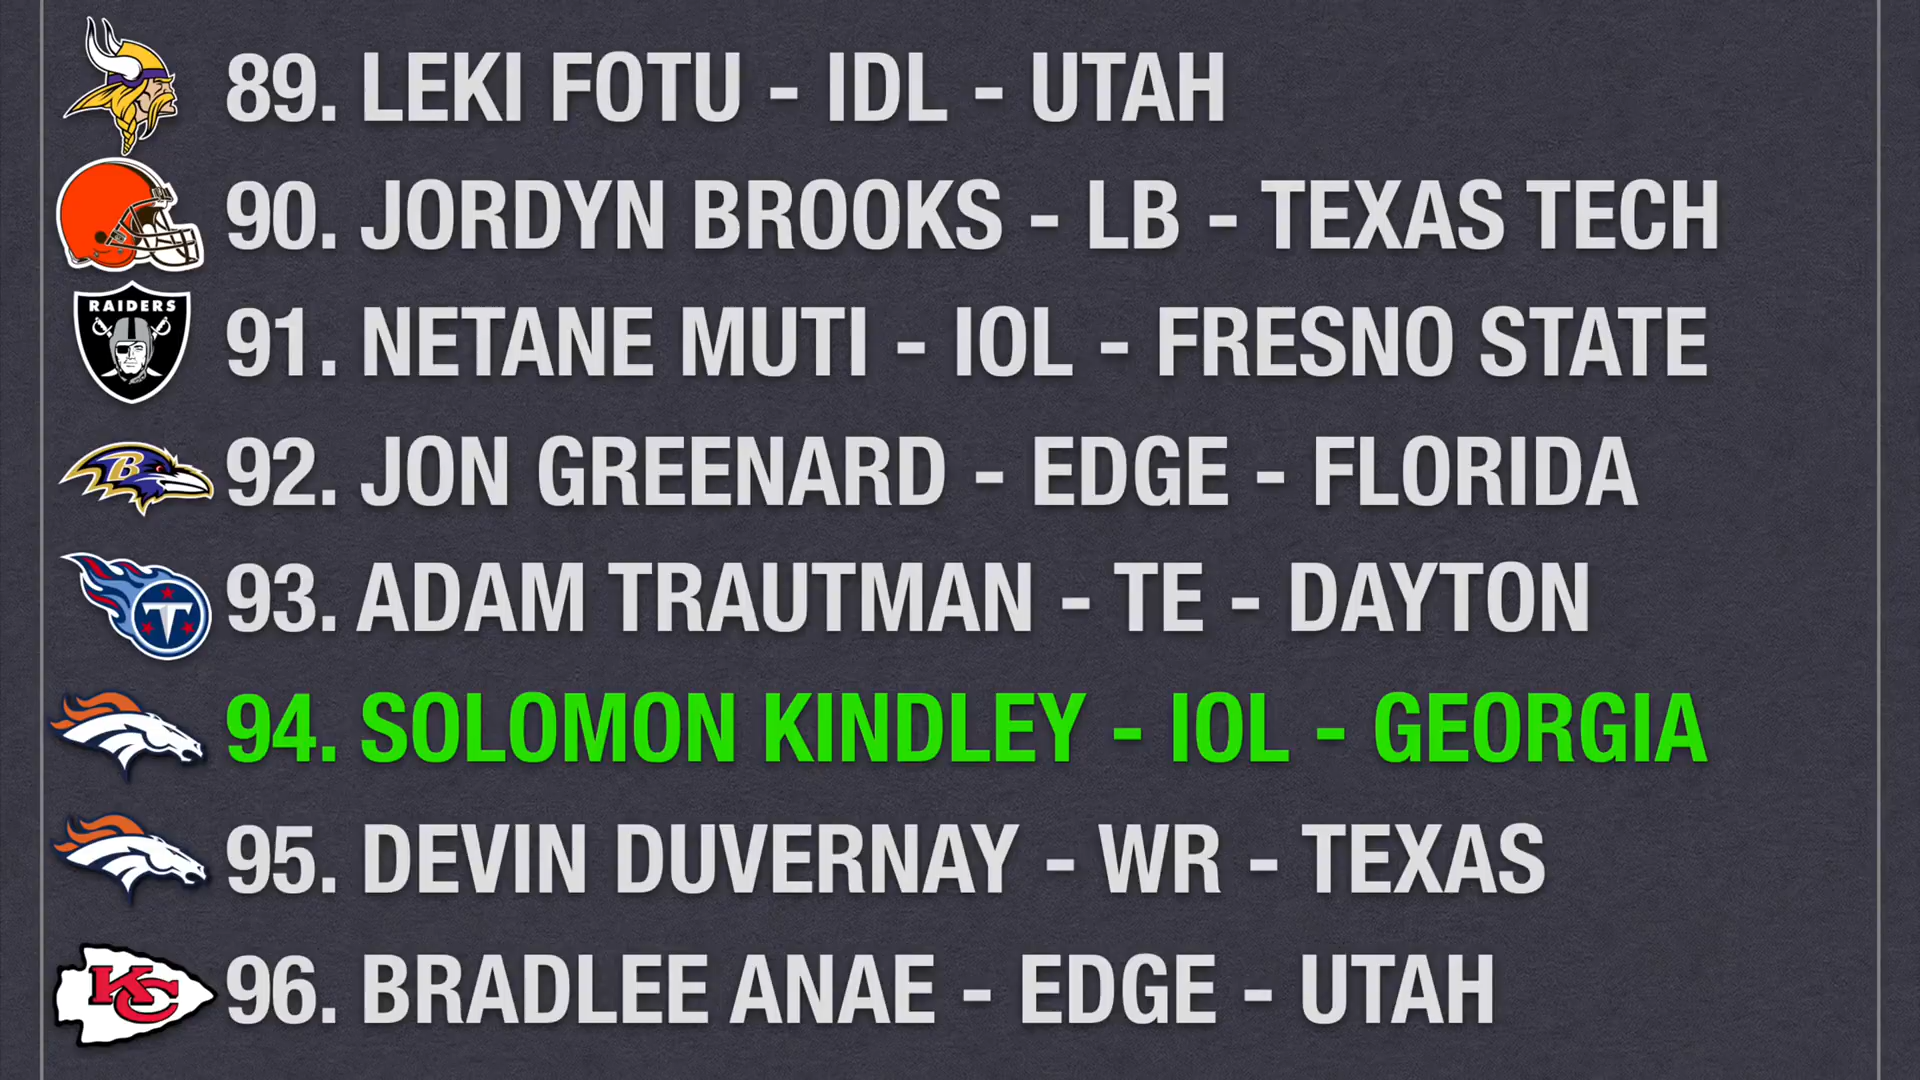 89. LEKI FOTU - IDL - UTAH
90. JORDYN BROOKS - LB - TEXAS TECH
RAIDERS
91. NETANE MUTI - IOL - FRESNO STATE
B
92. JON GREENARD - EDGE - FLORIDA
T
93. ADAM TRAUTMAN - TE - DAYTON
94. SOLOMON KINDLEY - IOL - GEORGIA
95. DEVIN DUVERNAY - WR - TEXAS
KC
96. BRADLEE ANAE - EDGE - UTAH